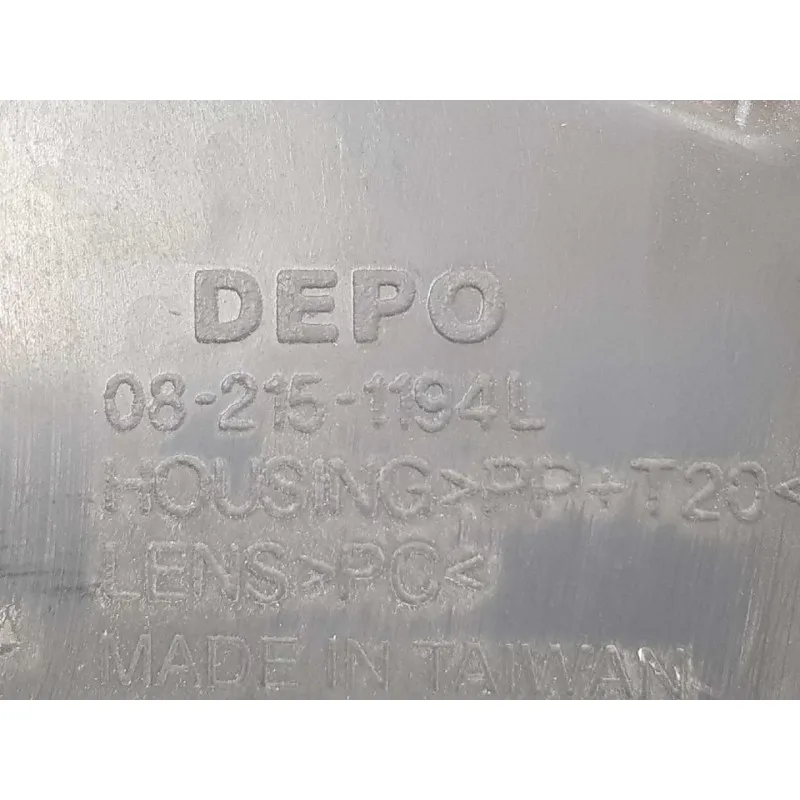 DEPO
08-215-1194L
HOUSING>PP+T20<
LENS>PC<
MADE IN TAIWAN